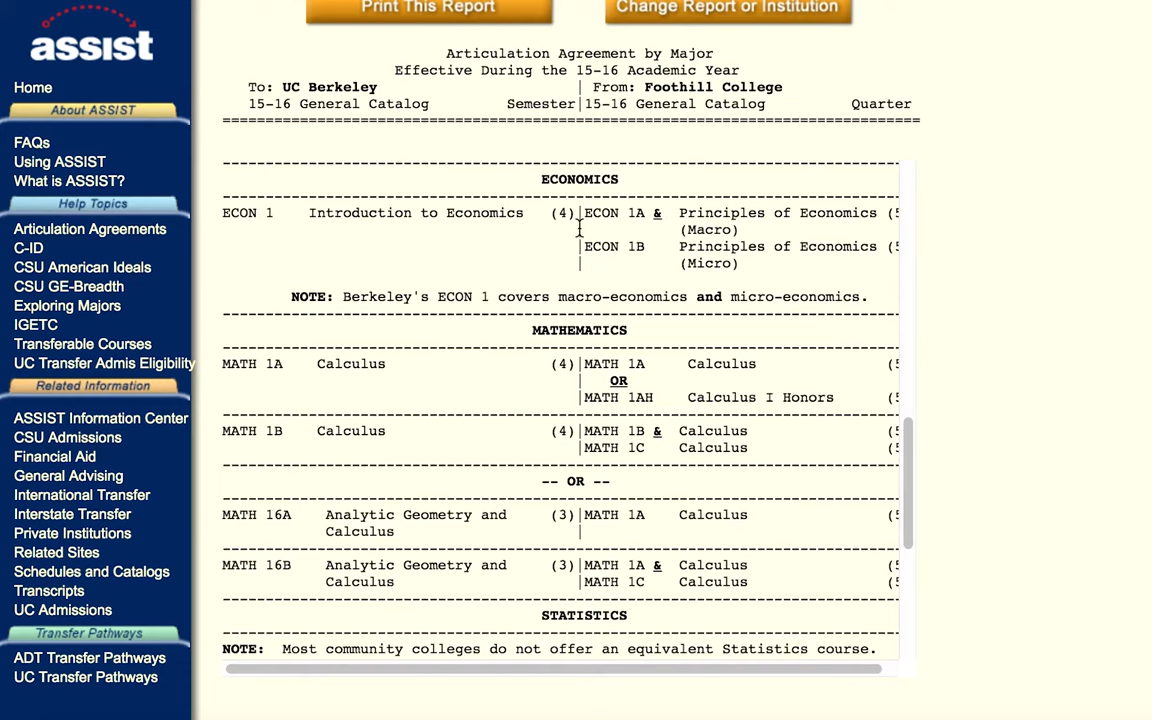 Print This Report Change Report or Institution
assist
Home
About ASSIST
FAQs
Using ASSIST
What is ASSIST?
Help Topics
Articulation Agreements
C-ID
CSU American Ideals
CSU GE-Breadth
Exploring Majors
IGETC
Transferable Courses
UC Transfer Admis Eligibility
Related Information
ASSIST Information Center
CSU Admissions
Financial Aid
General Advising
International Transfer
Interstate Transfer
Private Institutions
Related Sites
Schedules and Catalogs
Transcripts
UC Admissions
Transfer Pathways
ADT Transfer Pathways
UC Transfer Pathways
Articulation Agreement by Major
Effective During the 15-16 Academic Year
To: UC Berkeley | From: Foothill College
15-16 General Catalog Semester|15-16 General Catalog Quarter
ECONOMICS
ECON 1 Introduction to Economics (4)|ECON 1A & Principles of Economics (5
| (Macro)
|ECON 1B Principles of Economics (5
| (Micro)
NOTE: Berkeley's ECON 1 covers macro-economics and micro-economics.
MATHEMATICS
MATH 1A Calculus (4)|MATH 1A Calculus (5
| OR
|MATH 1AH Calculus I Honors (5
MATH 1B Calculus (4)|MATH 1B & Calculus (5
|MATH 1C Calculus (5
-- OR --
MATH 16A Analytic Geometry and (3)|MATH 1A Calculus (5
Calculus |
MATH 16B Analytic Geometry and (3)|MATH 1A & Calculus (5
Calculus |MATH 1C Calculus (5
STATISTICS
NOTE: Most community colleges do not offer an equivalent Statistics course.